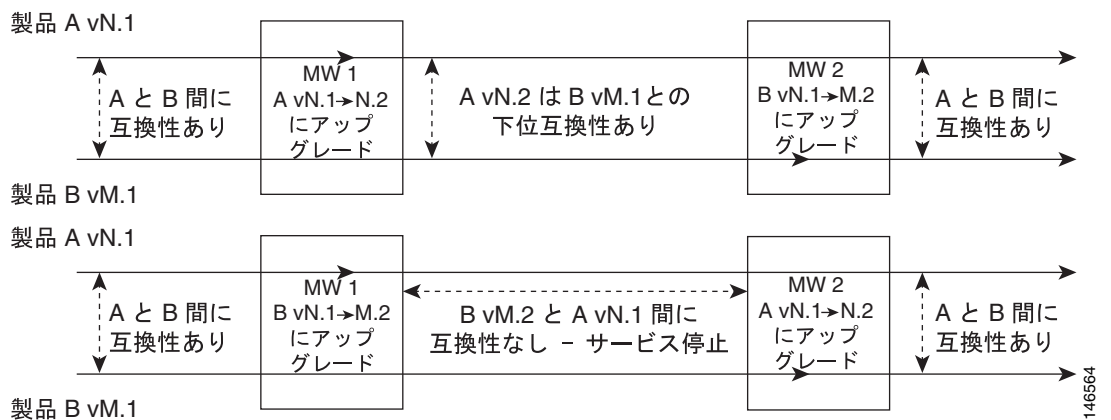 製品 A vN.1
A と B 間に
互換性あり
MW 1
A vN.1→N.2
にアップ
グレード
A vN.2 は B vM.1との
下位互換性あり
MW 2
B vN.1→M.2
にアップ
グレード
A と B 間に
互換性あり
製品 B vM.1
製品 A vN.1
A と B 間に
互換性あり
MW 1
B vN.1→M.2
にアップ
グレード
B vM.2 と A vN.1 間に
互換性なし − サービス停止
MW 2
A vN.1→N.2
にアップ
グレード
A と B 間に
互換性あり
製品 B vM.1
146564